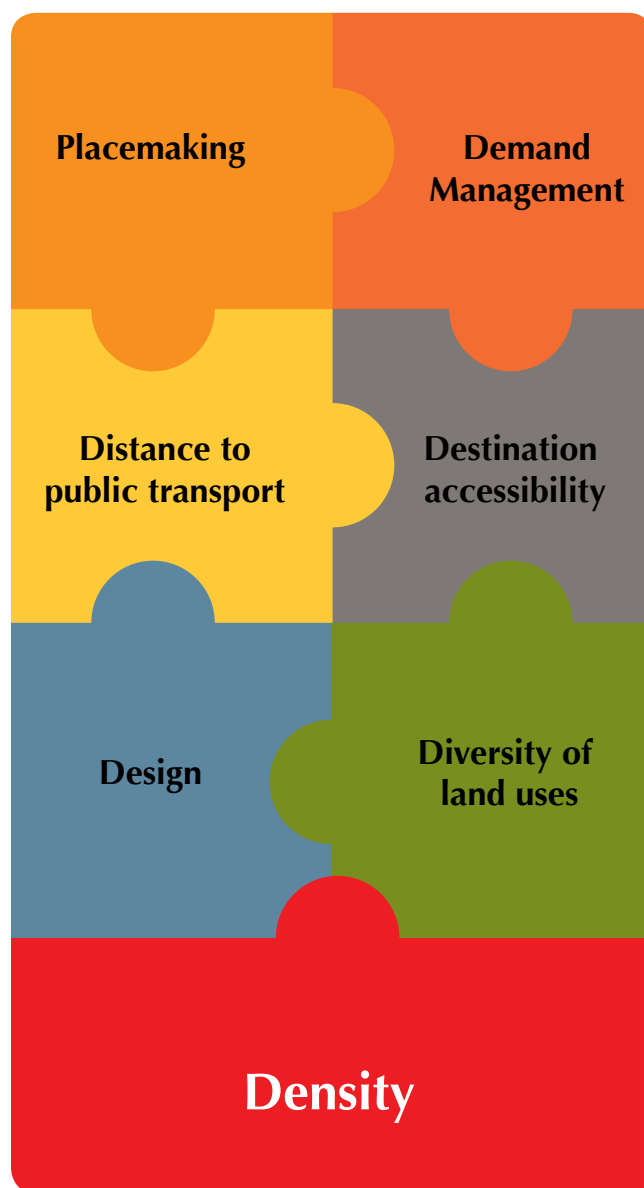 Placemaking
Demand
Management
Distance to
public transport
Destination
accessibility
Design
Diversity of
land uses
Density